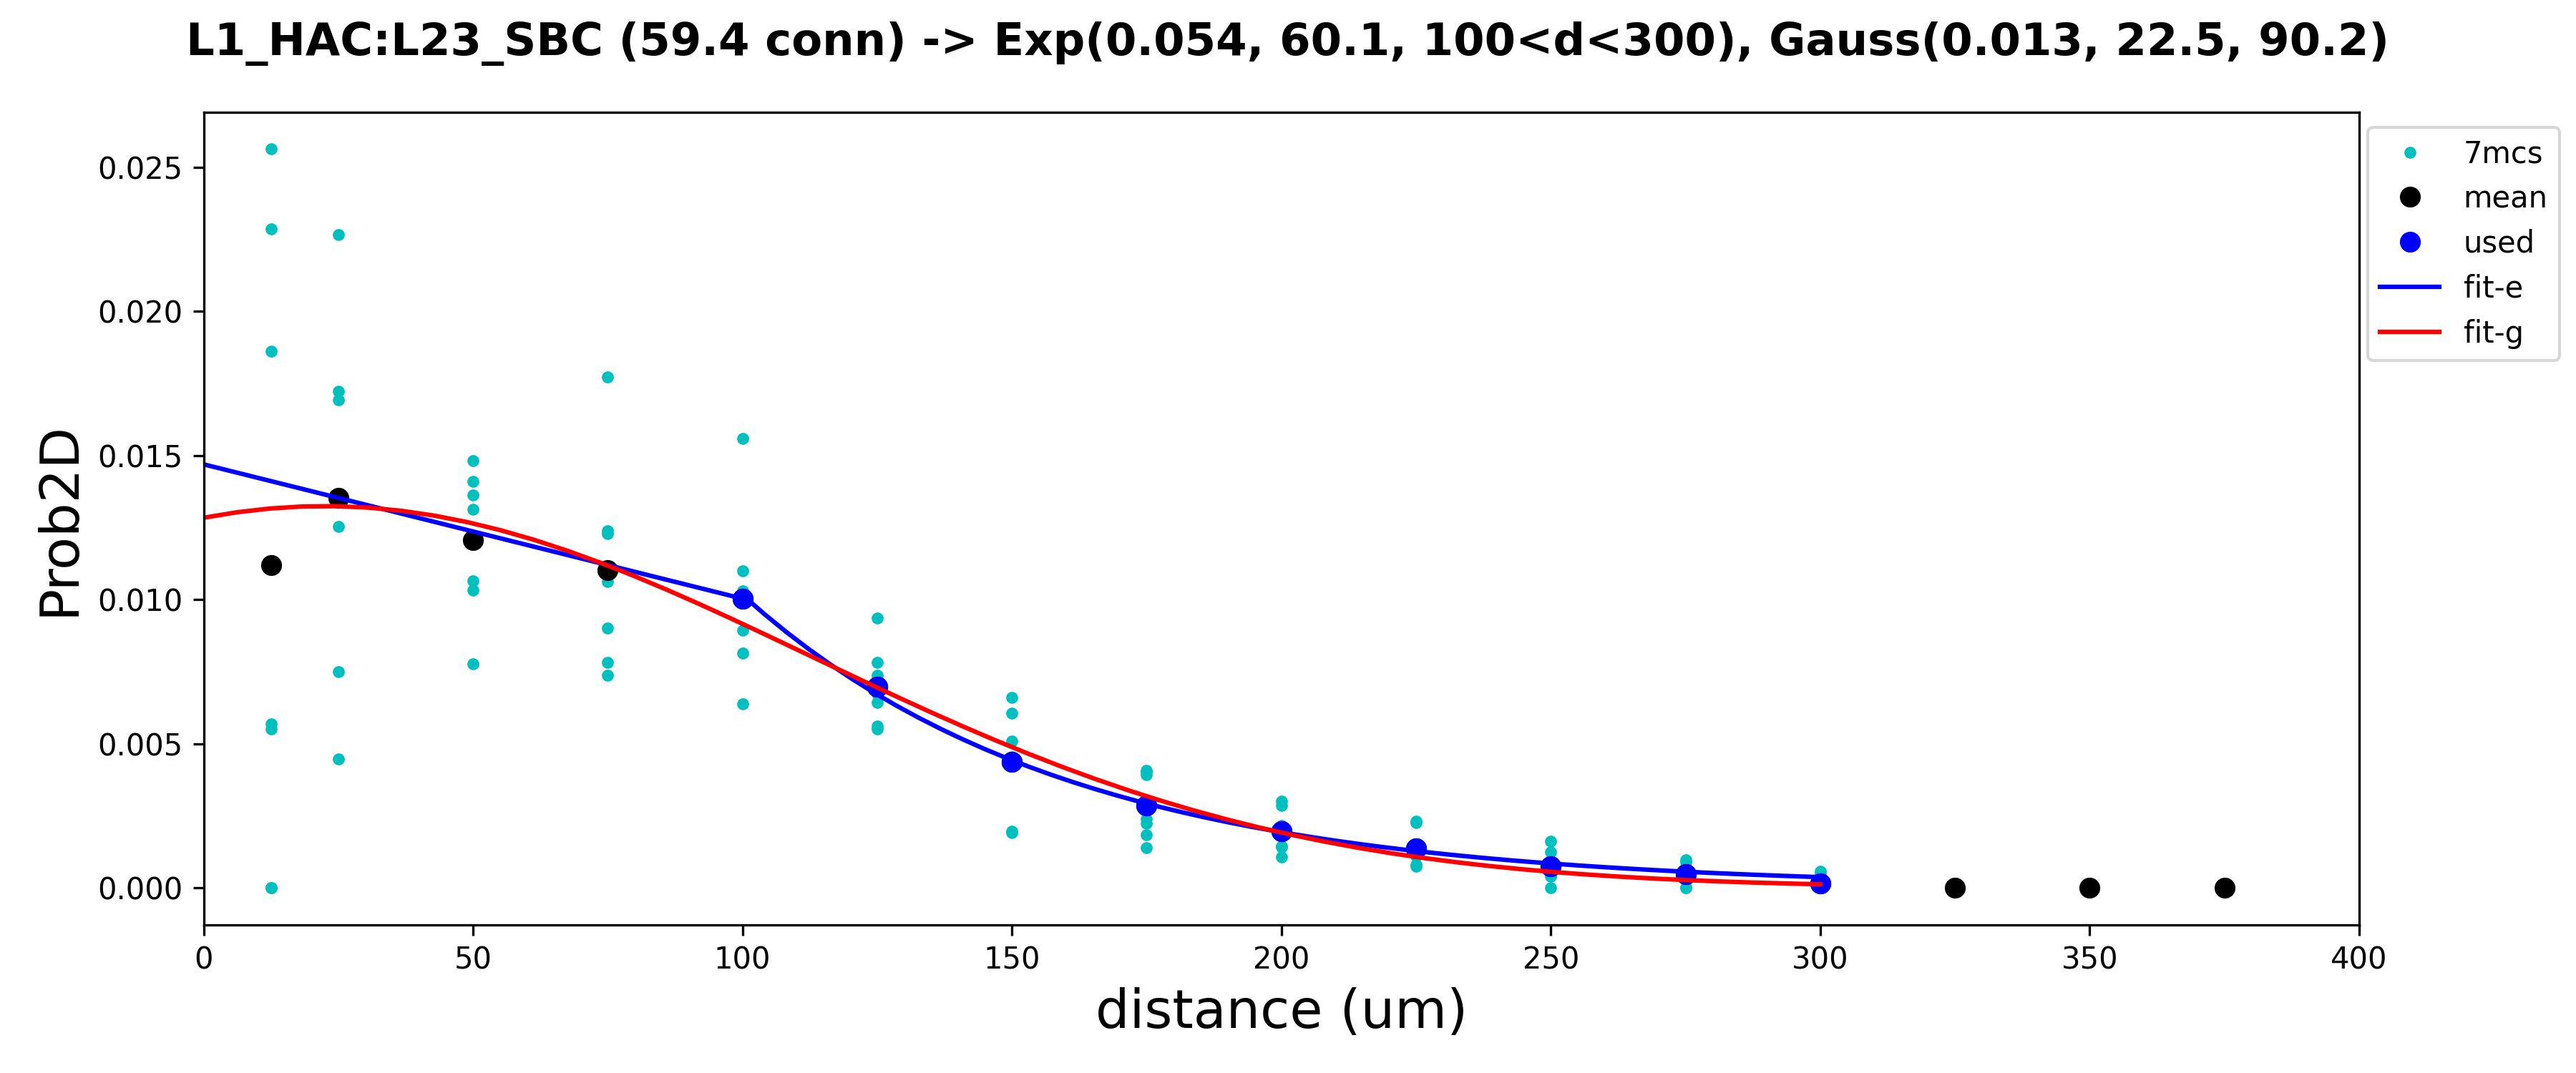 L1_HAC:L23_SBC (59.4 conn) -> Exp(0.054, 60.1, 100<d<300), Gauss(0.013, 22.5, 90.2)
7mcs
mean
used
fit-e
fit-g
0.025
0.020
0.015
0.010
0.005
0.000
Prob2D
0 50 100 150 200 250 300 350 400
distance (um)